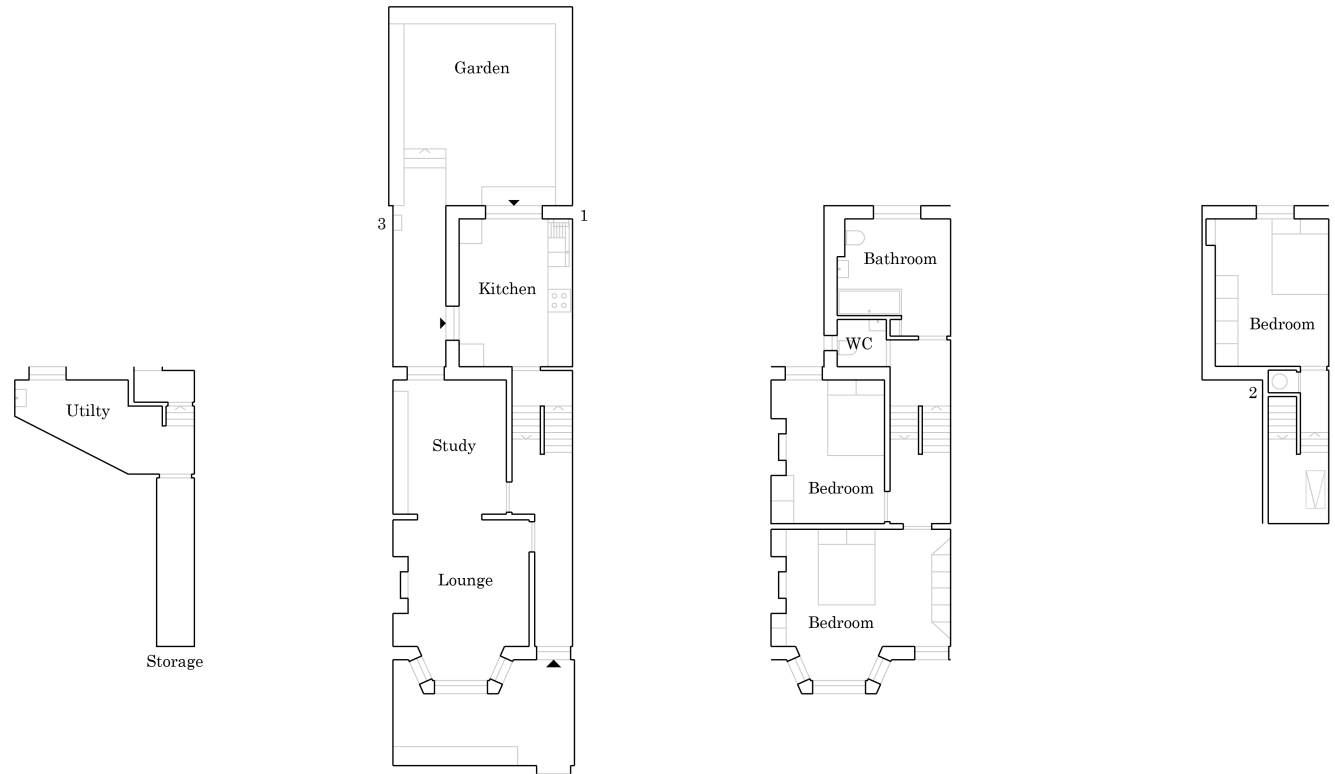 Utilty
Storage
Garden
3
1
Kitchen
Study
Lounge
Bathroom
WC
Bedroom
Bedroom
Bedroom
2